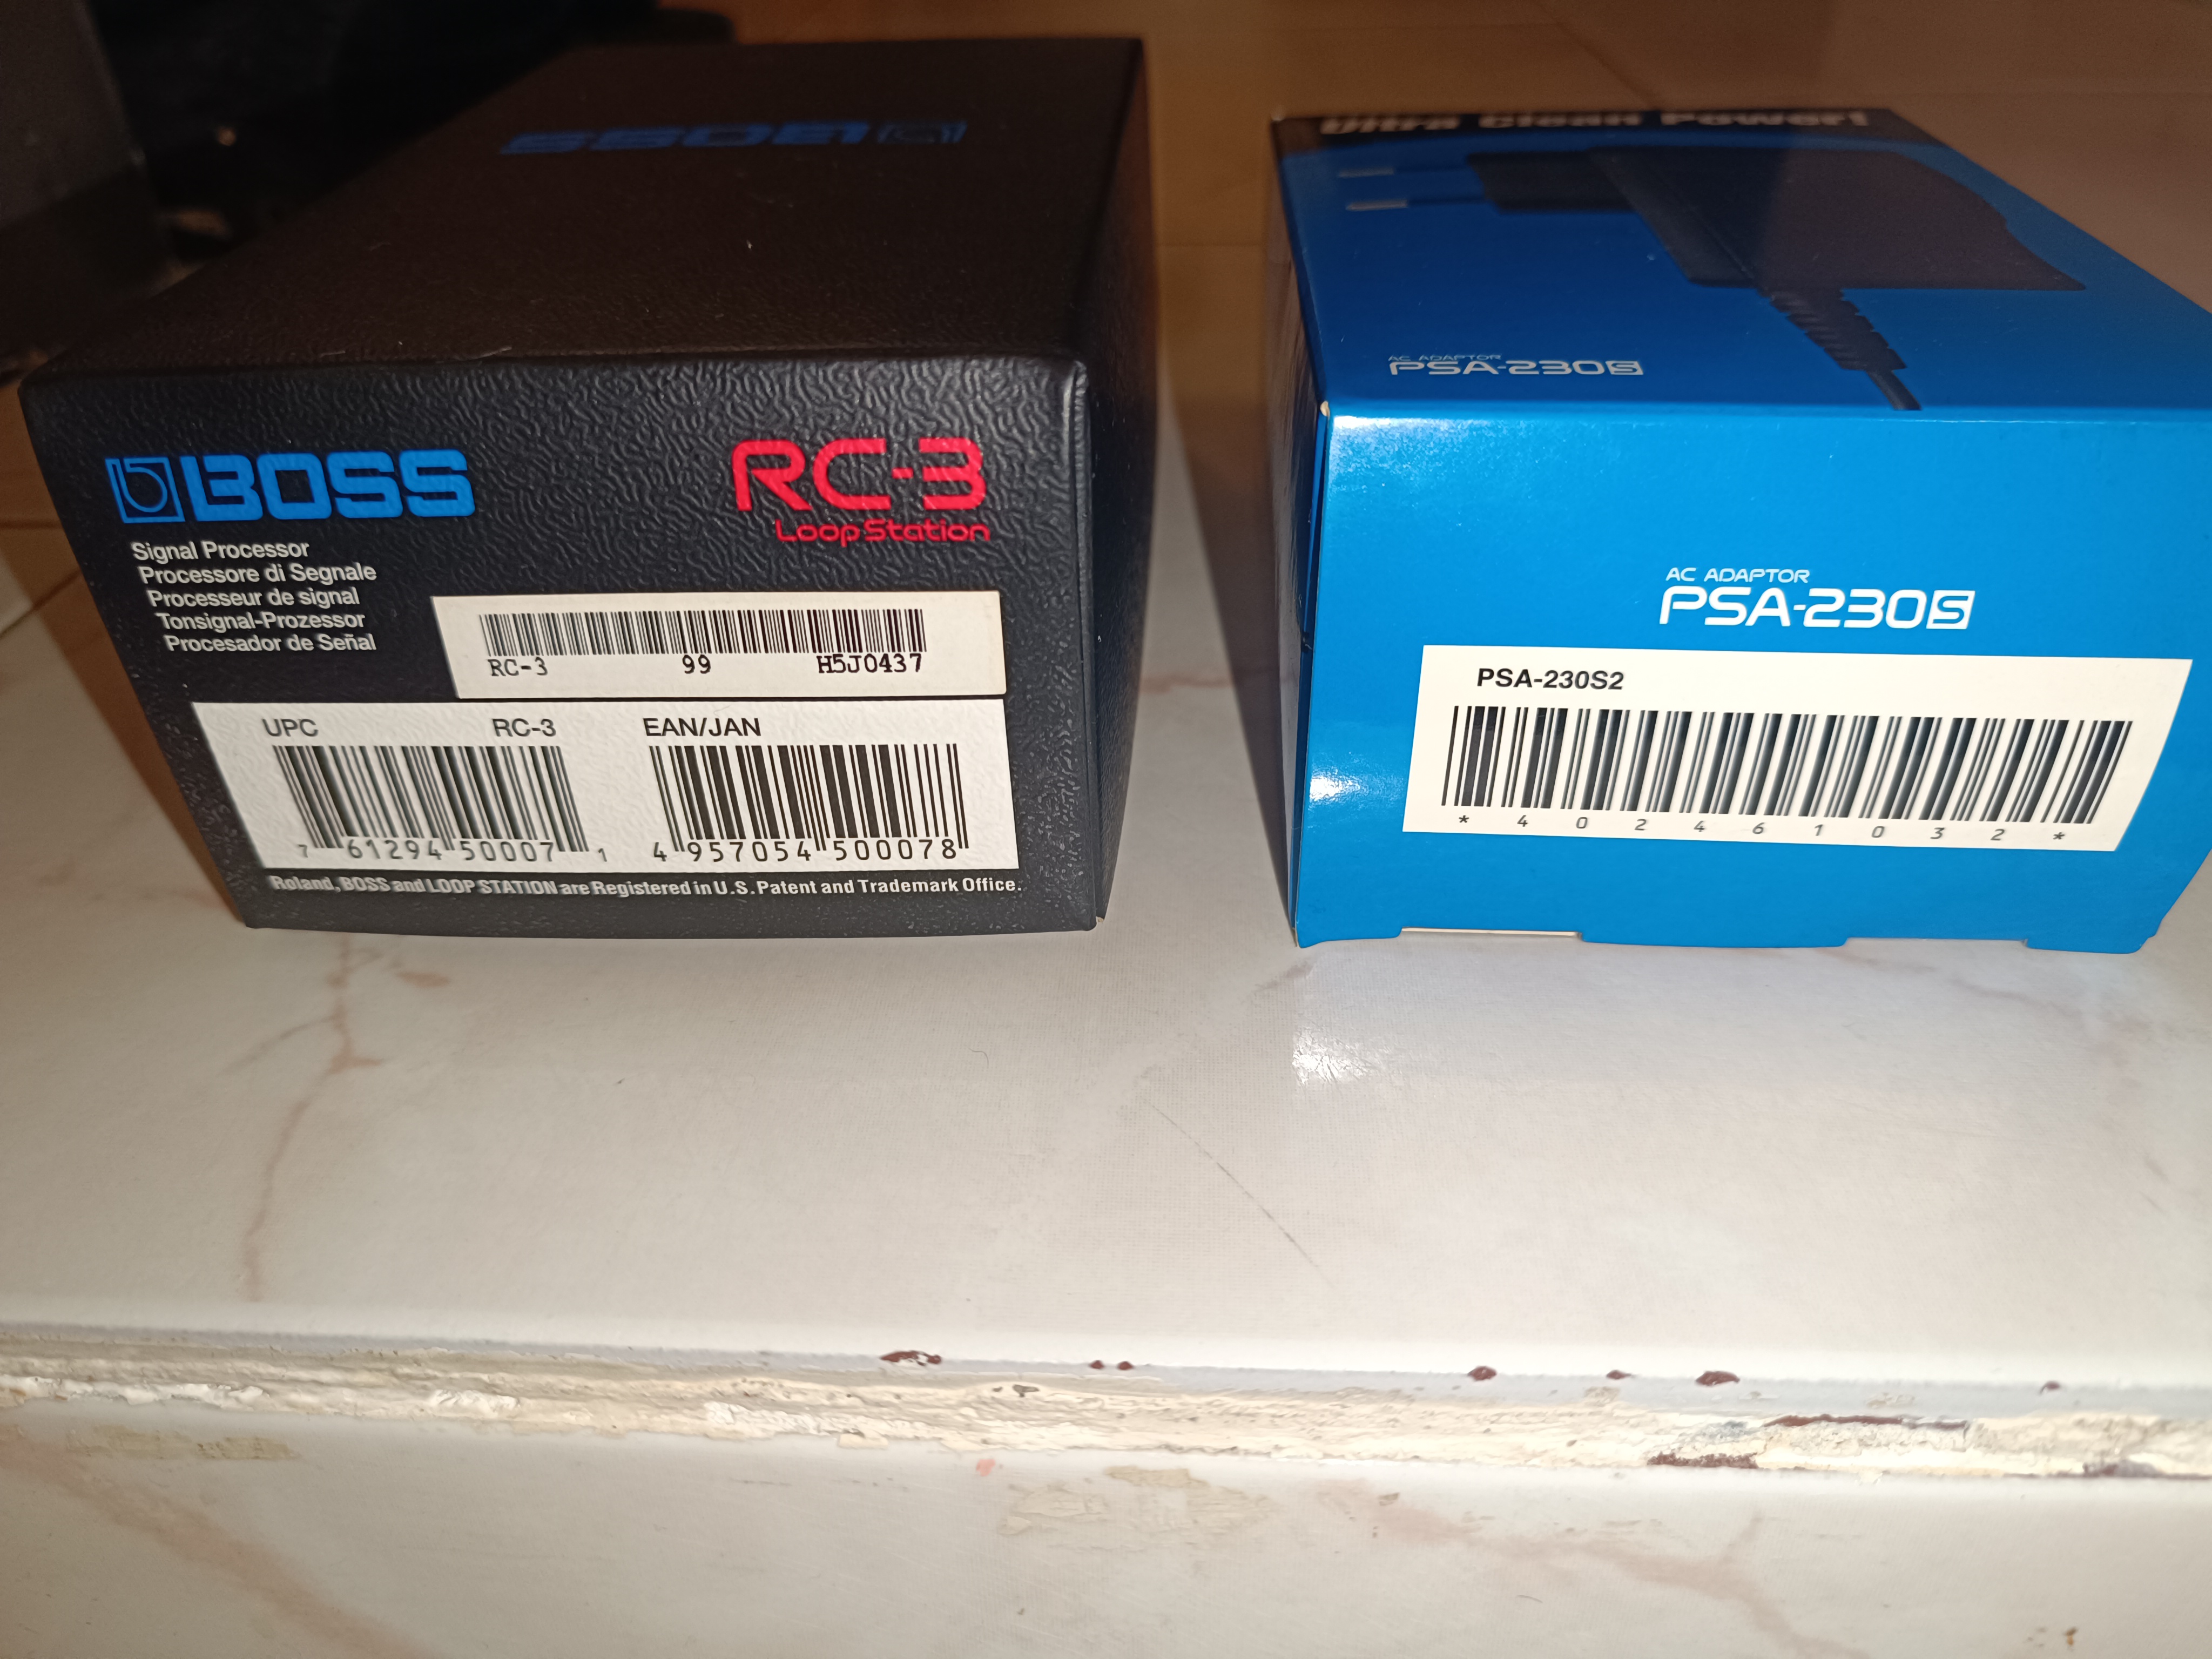 BOSS
BOSS
RC-3
Loop Station
Signal Processor
Processore di Segnale
Processeur de signal
Tonsignal-Prozessor
Procesador de Señal
RC-3 99 H5J0437
UPC RC-3 EAN/JAN
7 61294 50007 1 4 957054 500078
Roland, BOSS and LOOP STATION are Registered in U.S. Patent and Trademark Office.
Ultra Clean Power!
AC ADAPTOR
PSA-230S
AC ADAPTOR
PSA-230S
PSA-230S2
* 4 0 2 4 6 1 0 3 2 *